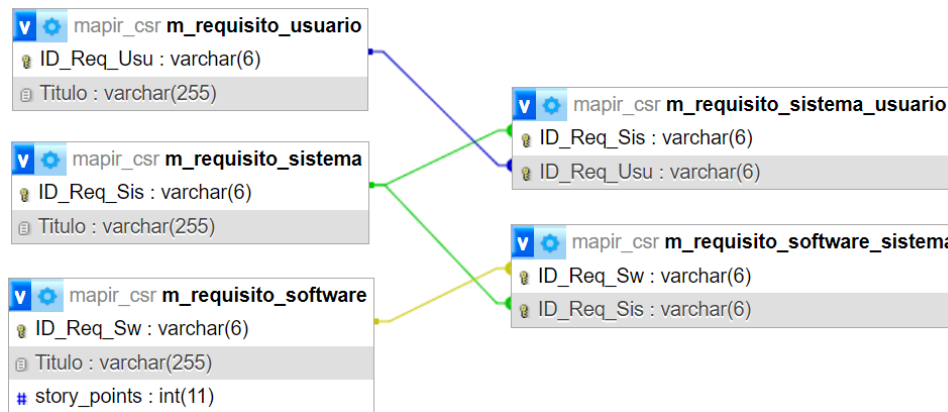 v mapir_csr m_requisito_usuario
ID_Req_Usu : varchar(6)
Titulo : varchar(255)
v mapir_csr m_requisito_sistema
ID_Req_Sis : varchar(6)
Titulo : varchar(255)
v mapir_csr m_requisito_software
ID_Req_Sw : varchar(6)
Titulo : varchar(255)
# story_points : int(11)
v mapir_csr m_requisito_sistema_usuario
ID_Req_Sis : varchar(6)
ID_Req_Usu : varchar(6)
v mapir_csr m_requisito_software_sistema
ID_Req_Sw : varchar(6)
ID_Req_Sis : varchar(6)